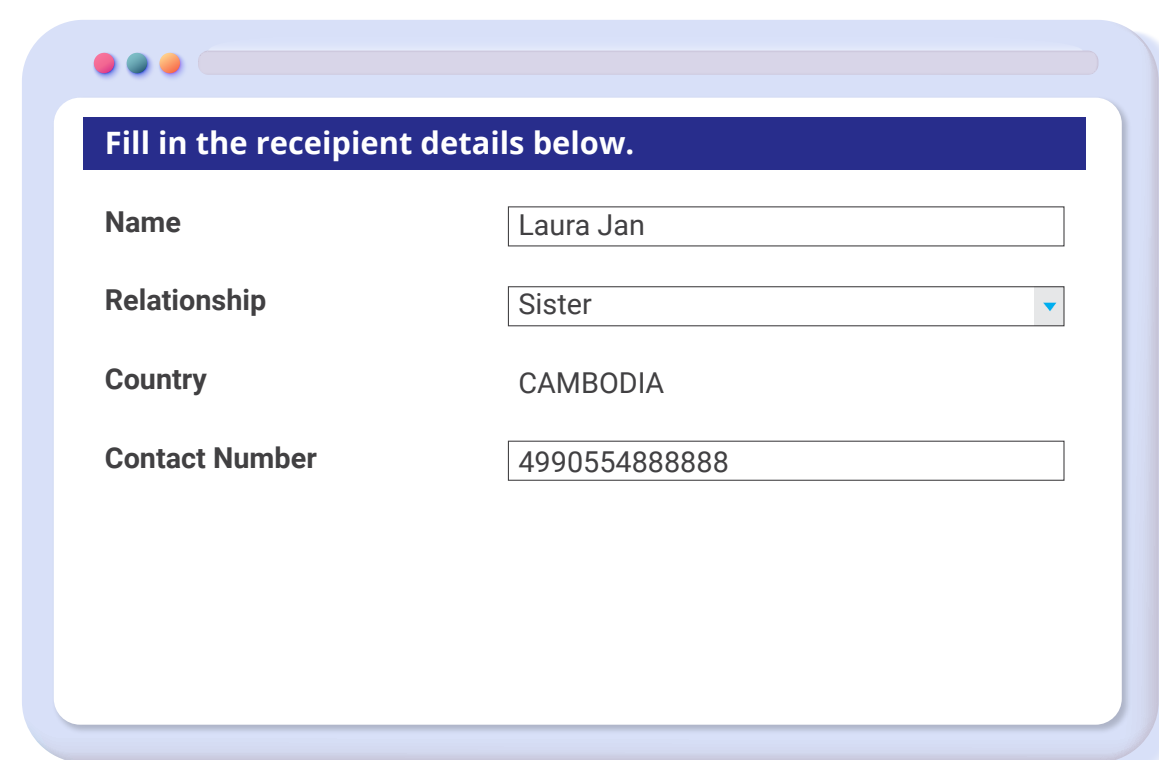 Fill in the receipient details below.
Name
Laura Jan
Relationship
Sister
Country
CAMBODIA
Contact Number
4990554888888